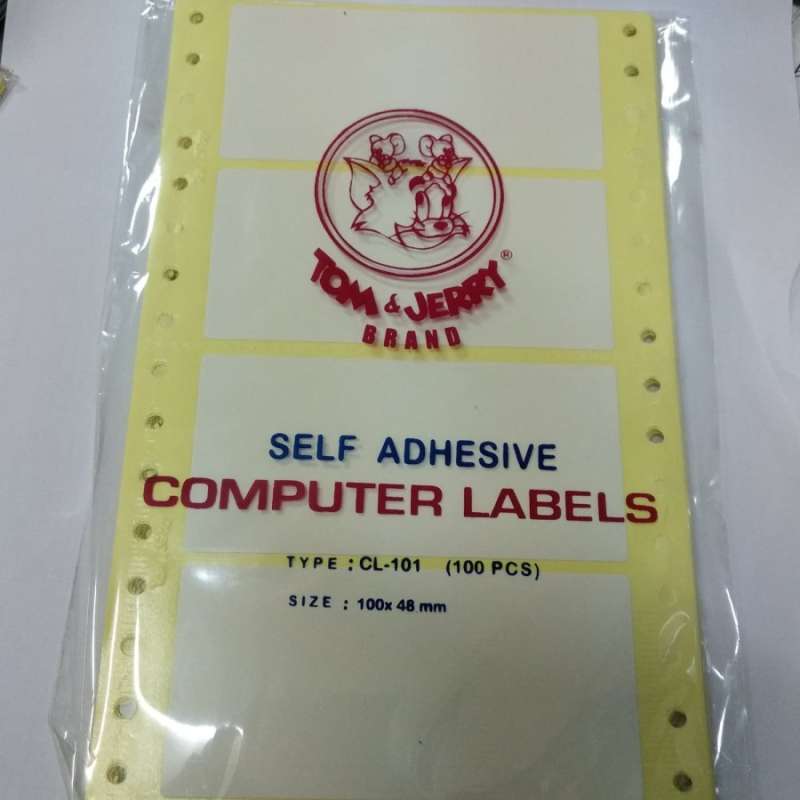 TOM & JERRY ®
BRAND
SELF ADHESIVE
COMPUTER LABELS
TYPE : CL-101 (100 PCS)
SIZE : 100x 48 mm